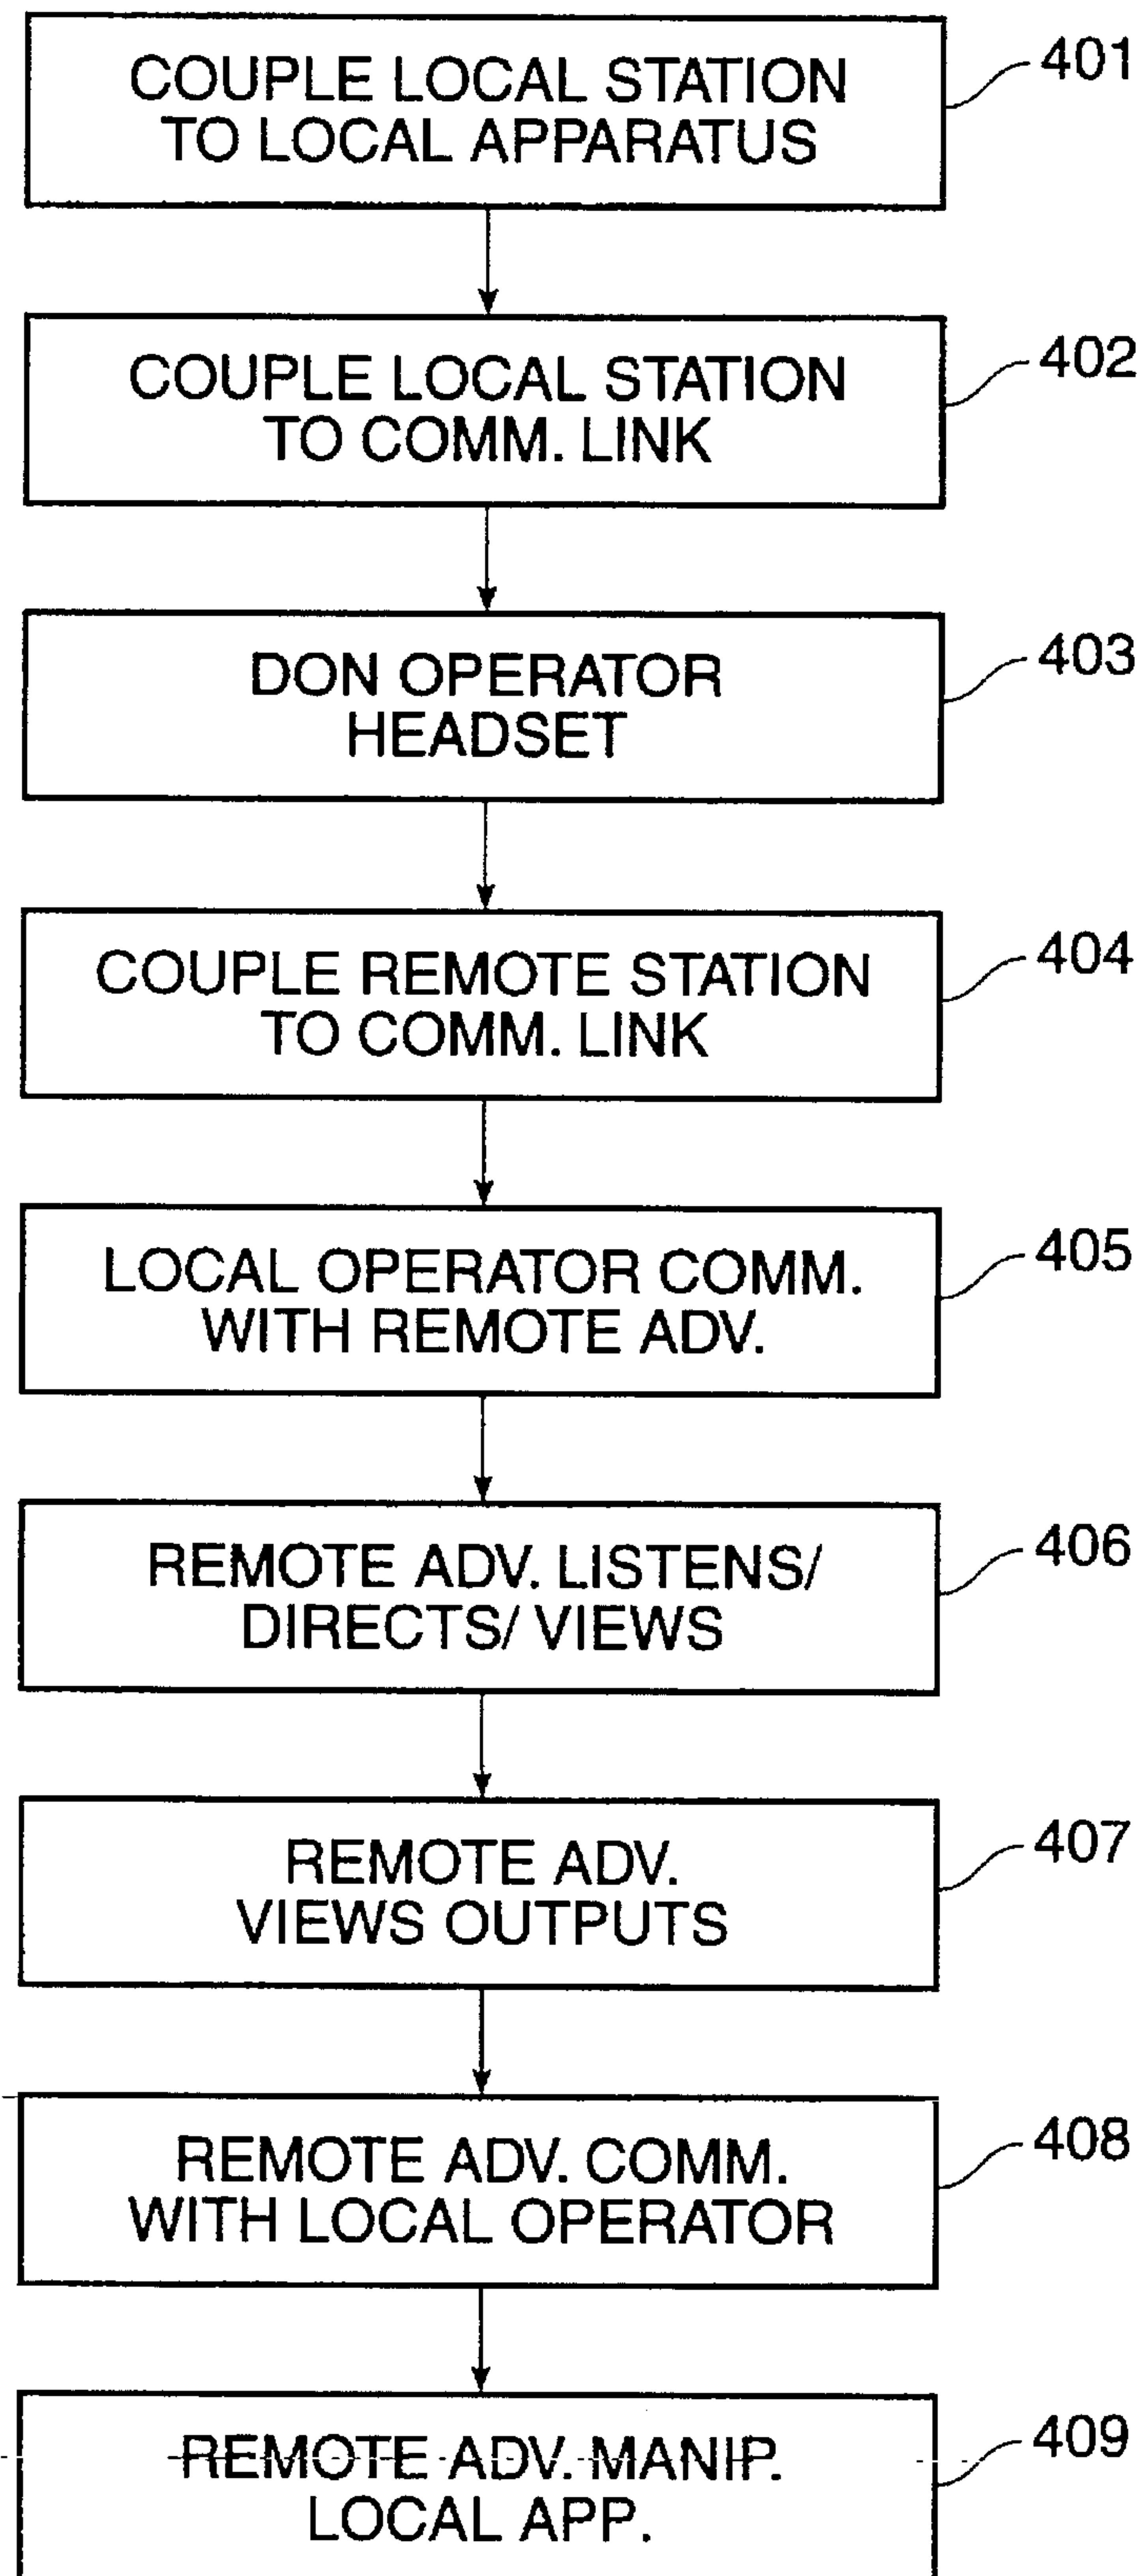 COUPLE LOCAL STATION
TO LOCAL APPARATUS
401
COUPLE LOCAL STATION
TO COMM. LINK
402
DON OPERATOR
HEADSET
403
COUPLE REMOTE STATION
TO COMM. LINK
404
LOCAL OPERATOR COMM.
WITH REMOTE ADV.
405
REMOTE ADV. LISTENS/
DIRECTS/ VIEWS
406
REMOTE ADV.
VIEWS OUTPUTS
407
REMOTE ADV. COMM.
WITH LOCAL OPERATOR
408
REMOTE ADV. MANIP.
LOCAL APP.
409